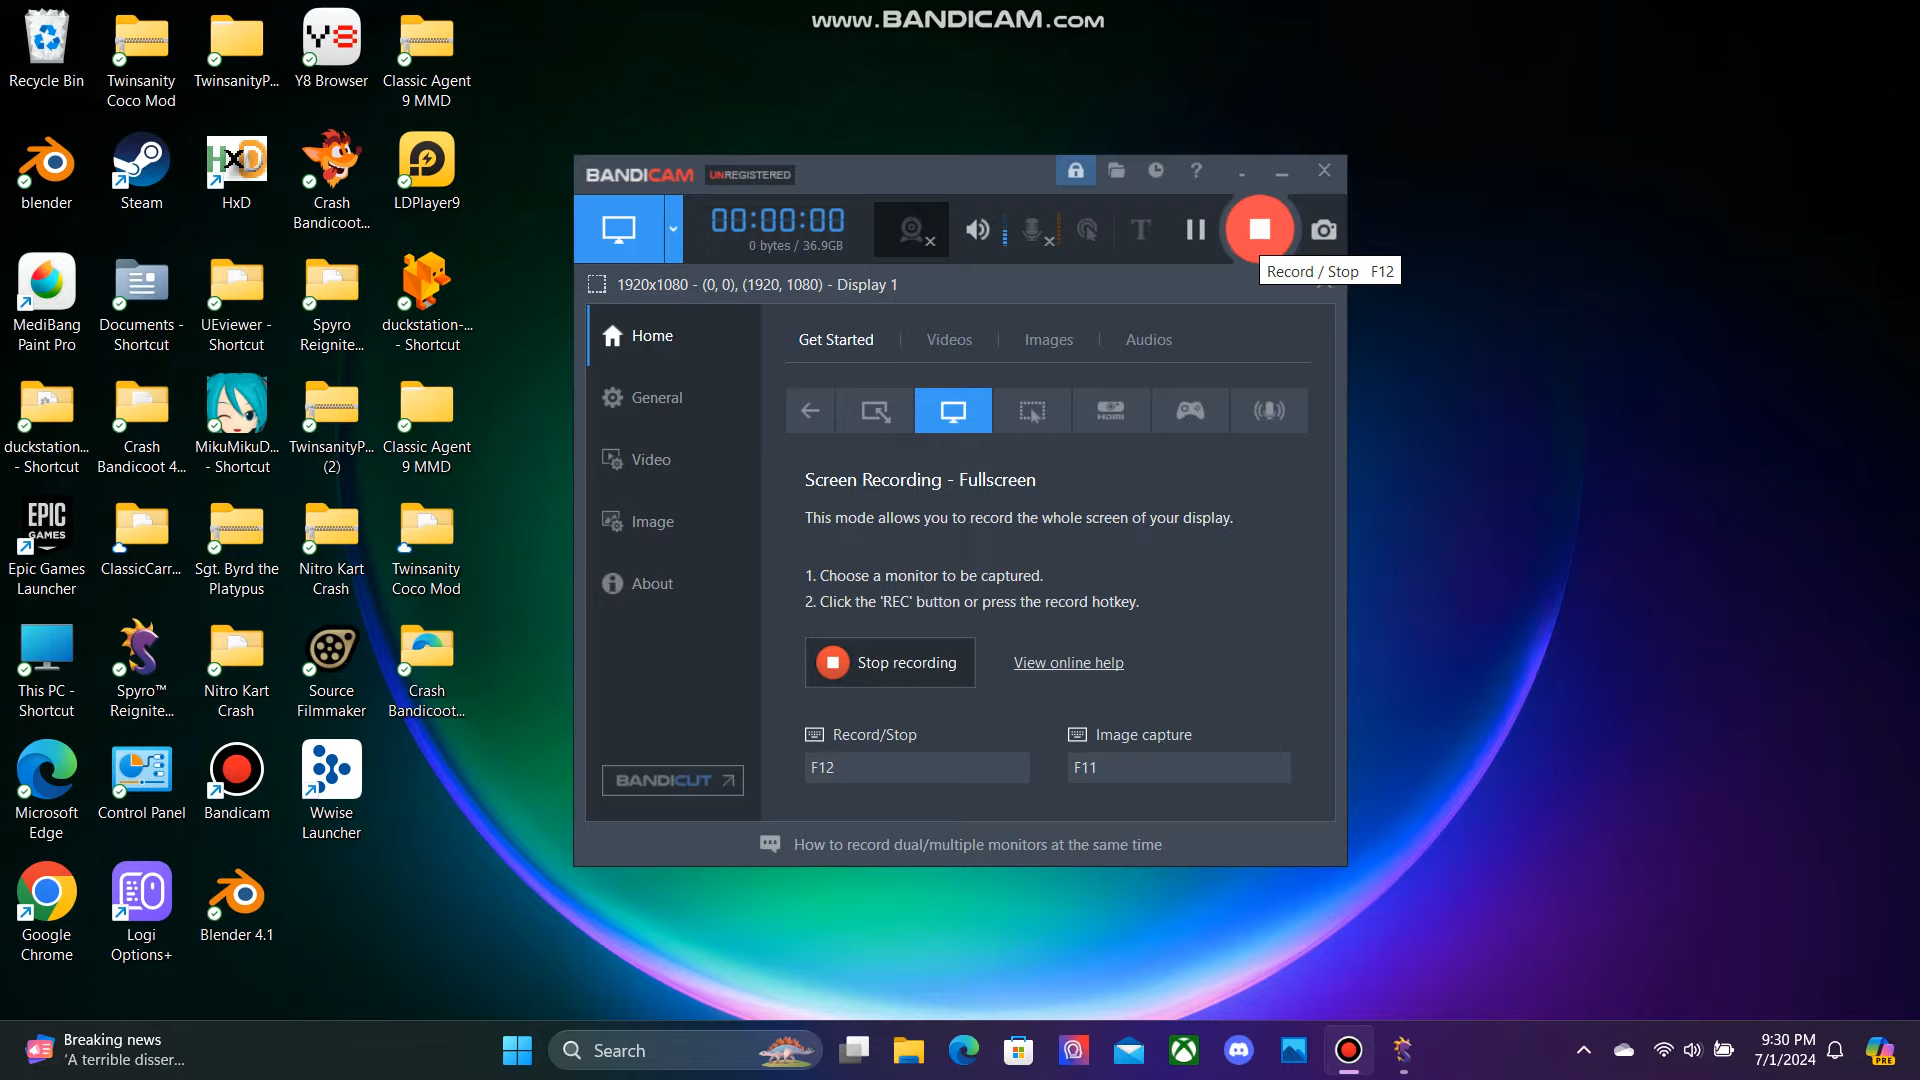 www.BANDICAM.com
Recycle Bin
Twinsanity
Coco Mod
TwinsanityP...
Y8 Browser
Classic Agent
9 MMD
blender
Steam
HxD
Crash
Bandicoot...
LDPlayer9
MediBang
Paint Pro
Documents -
Shortcut
UEviewer -
Shortcut
Spyro
Reignite...
duckstation-...
- Shortcut
duckstation...
- Shortcut
Crash
Bandicoot 4...
MikuMikuD...
- Shortcut
TwinsanityP...
(2)
Classic Agent
9 MMD
EPIC
GAMES
Epic Games
Launcher
ClassicCarr...
Sgt. Byrd the
Platypus
Nitro Kart
Crash
Twinsanity
Coco Mod
This PC -
Shortcut
Spyro™
Reignite...
Nitro Kart
Crash
Source
Filmmaker
Crash
Bandicoot...
Microsoft
Edge
Control Panel
Bandicam
Wwise
Launcher
Google
Chrome
Logi
Options+
Blender 4.1
BANDICAM UNREGISTERED
00:00:00
0 bytes / 36.9GB
Record / Stop F12
1920x1080 - (0, 0), (1920, 1080) - Display 1
Home
General
Video
Image
About
BANDICUT
Get Started
Videos
Images
Audios
HDMI
Screen Recording - Fullscreen
This mode allows you to record the whole screen of your display.
1. Choose a monitor to be captured.
2. Click the 'REC' button or press the record hotkey.
Stop recording
View online help
Record/Stop
Image capture
F12
F11
How to record dual/multiple monitors at the same time
Breaking news
'A terrible disser...
Search
9:30 PM
7/1/2024
PRE